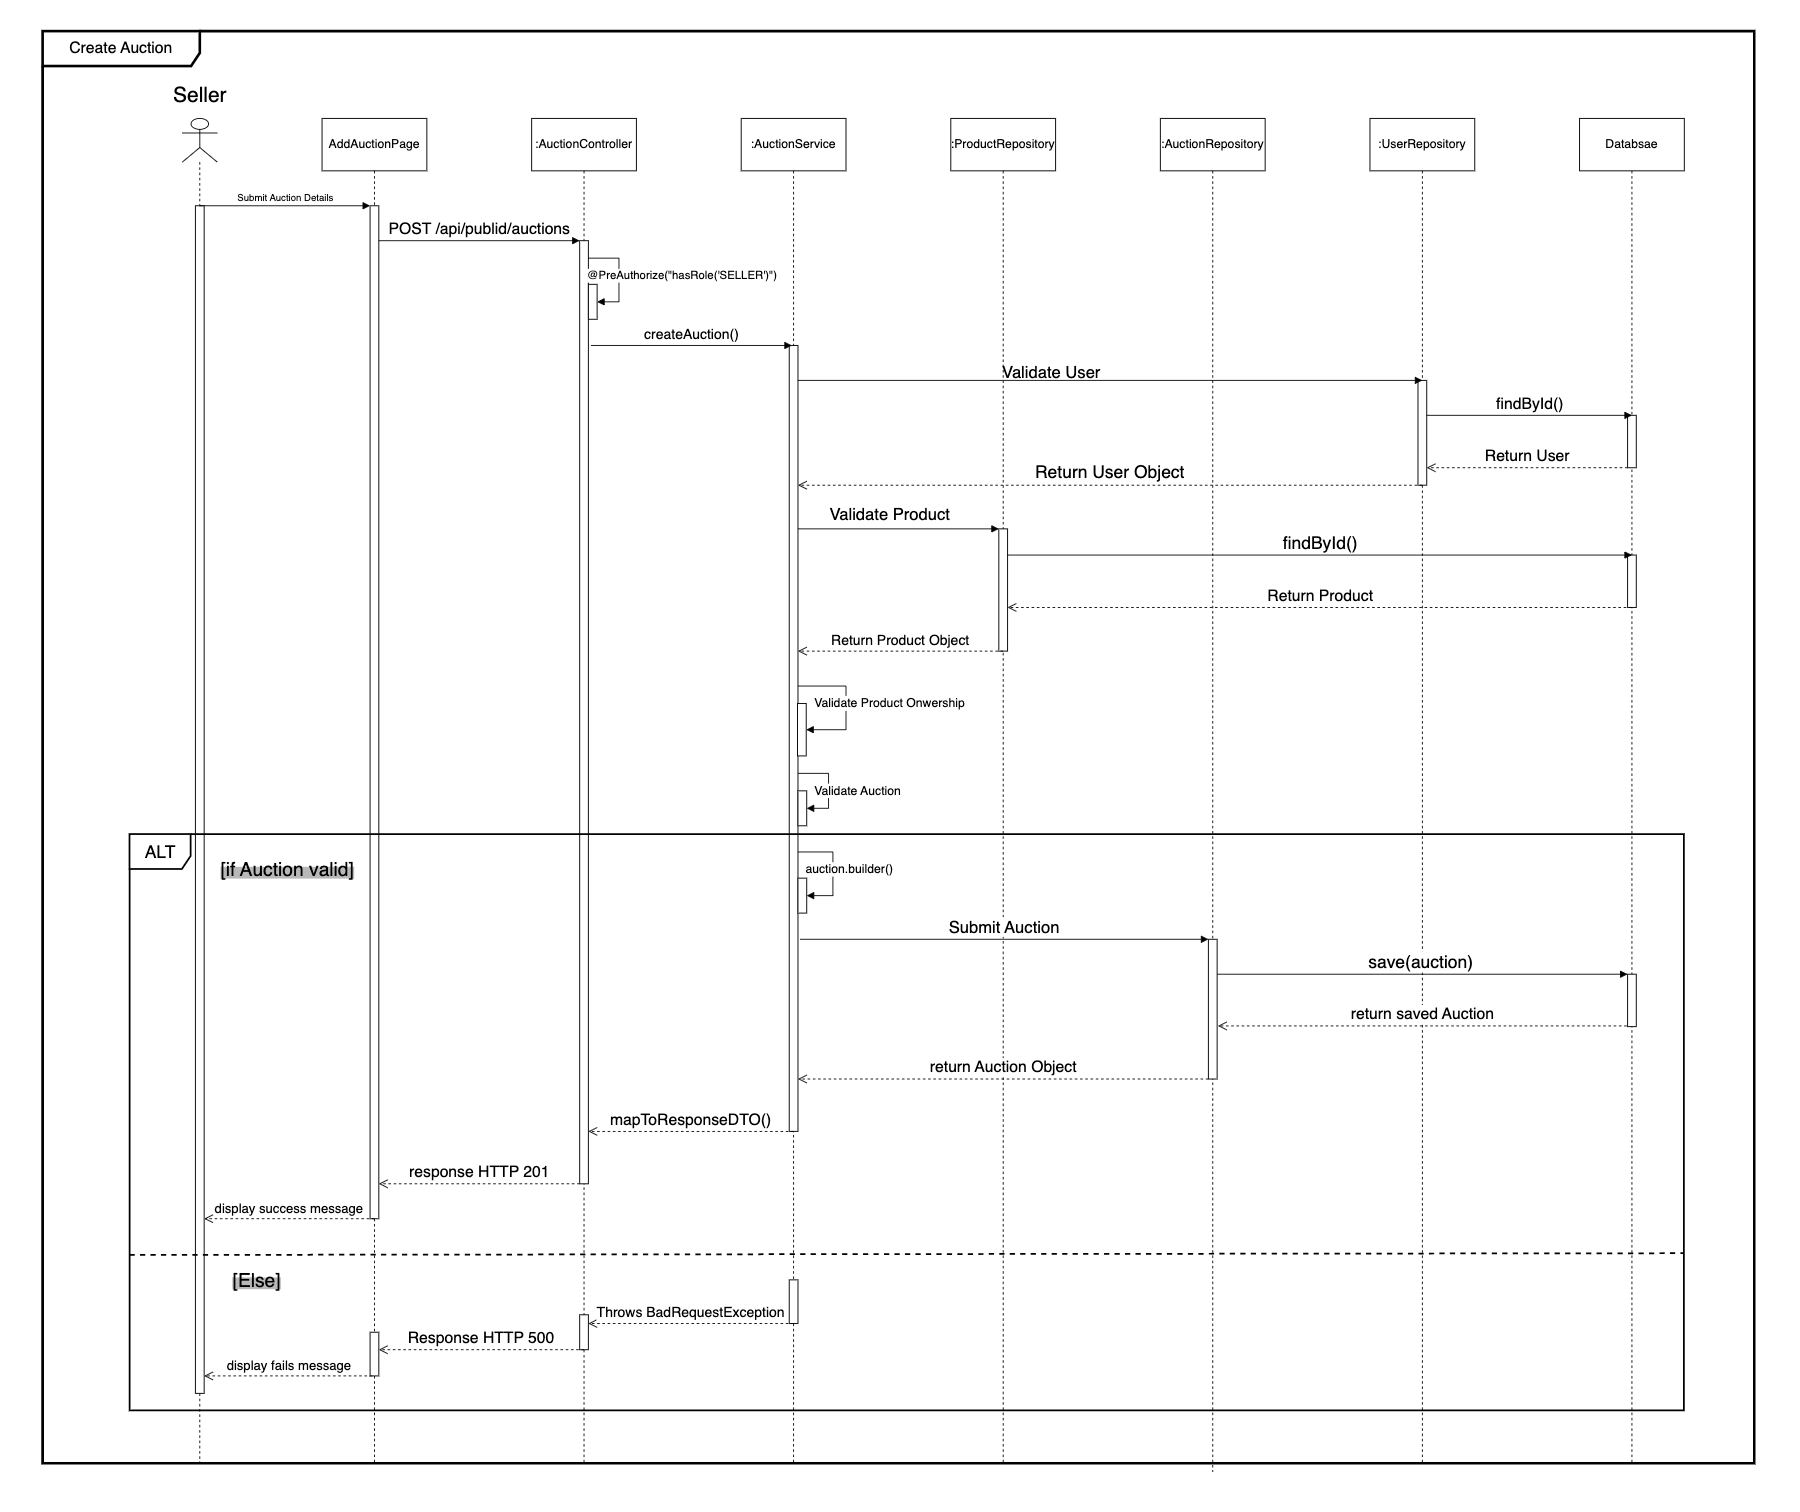 Create Auction
Seller
AddAuctionPage
:AuctionController
:AuctionService
:ProductRepository
:AuctionRepository
:UserRepository
Databsae
Submit Auction Details
POST /api/publid/auctions
@PreAuthorize("hasRole('SELLER')")
createAuction()
Validate User
findById()
Return User
Return User Object
Validate Product
findById()
Return Product
Return Product Object
Validate Product Onwership
Validate Auction
ALT
[if Auction valid]
auction.builder()
Submit Auction
save(auction)
return saved Auction
return Auction Object
mapToResponseDTO()
response HTTP 201
display success message
[Else]
Throws BadRequestException
Response HTTP 500
display fails message